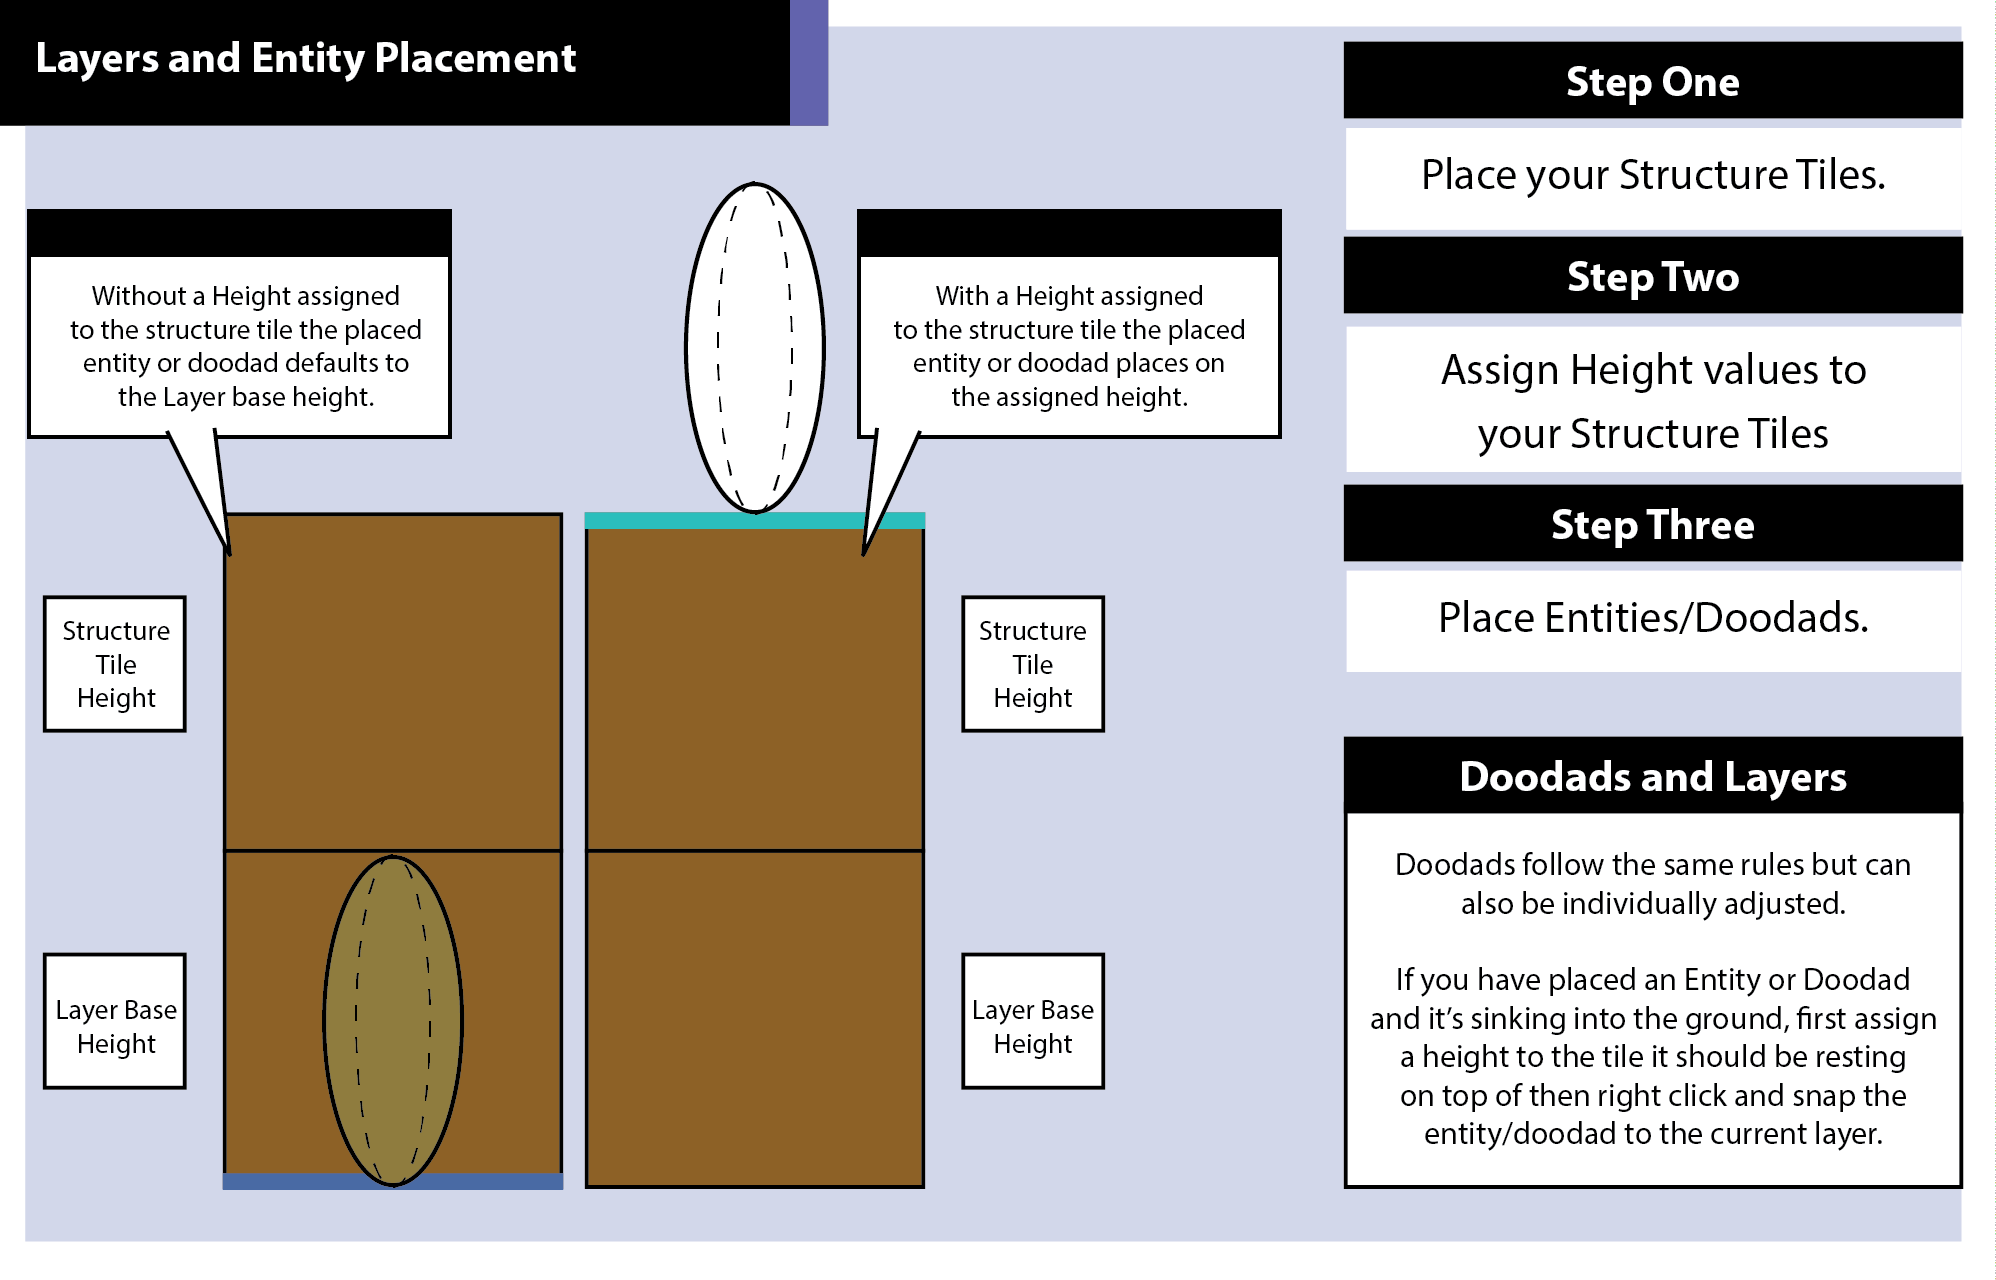 Layers and Entity Placement
Without a Height assigned
to the structure tile the placed
entity or doodad defaults to
the Layer base height.
With a Height assigned
to the structure tile the placed
entity or doodad places on
the assigned height.
Structure
Tile
Height
Layer Base
Height
Structure
Tile
Height
Layer Base
Height
Step One
Place your Structure Tiles.
Step Two
Assign Height values to
your Structure Tiles
Step Three
Place Entities/Doodads.
Doodads and Layers
Doodads follow the same rules but can
also be individually adjusted.
If you have placed an Entity or Doodad
and it’s sinking into the ground, first assign
a height to the tile it should be resting
on top of then right click and snap the
entity/doodad to the current layer.